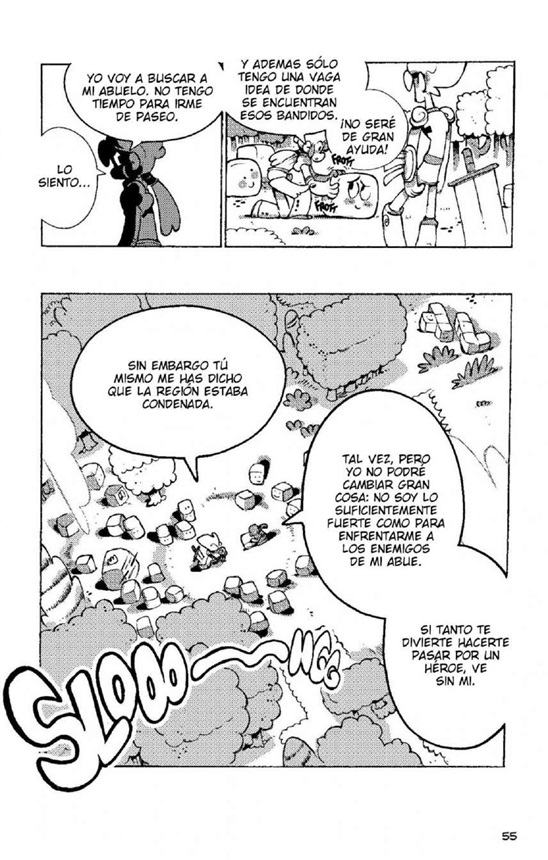 YO VOY A BUSCAR A
MI ABUELO. NO TENGO
TIEMPO PARA IRME
DE PASEO.
LO
SIENTO...
Y ADEMAS SÓLO
TENGO UNA VAGA
IDEA DE DONDE
SE ENCUENTRAN
ESOS BANDIDOS.
¡NO SERÉ
DE GRAN
AYUDA!
FROFT
FROFT
SIN EMBARGO TÚ
MISMO ME HAS DICHO
QUE LA REGIÓN ESTABA
CONDENADA.
TAL VEZ, PERO
YO NO PODRÉ
CAMBIAR GRAN
COSA: NO SOY LO
SUFICIENTEMENTE
FUERTE COMO PARA
ENFRENTARME A
LOS ENEMIGOS
DE MI ABUE.
SI TANTO TE
DIVIERTE HACERTE
PASAR POR UN
HÉROE, VE
SIN MI.
SLOOO~INGG
55